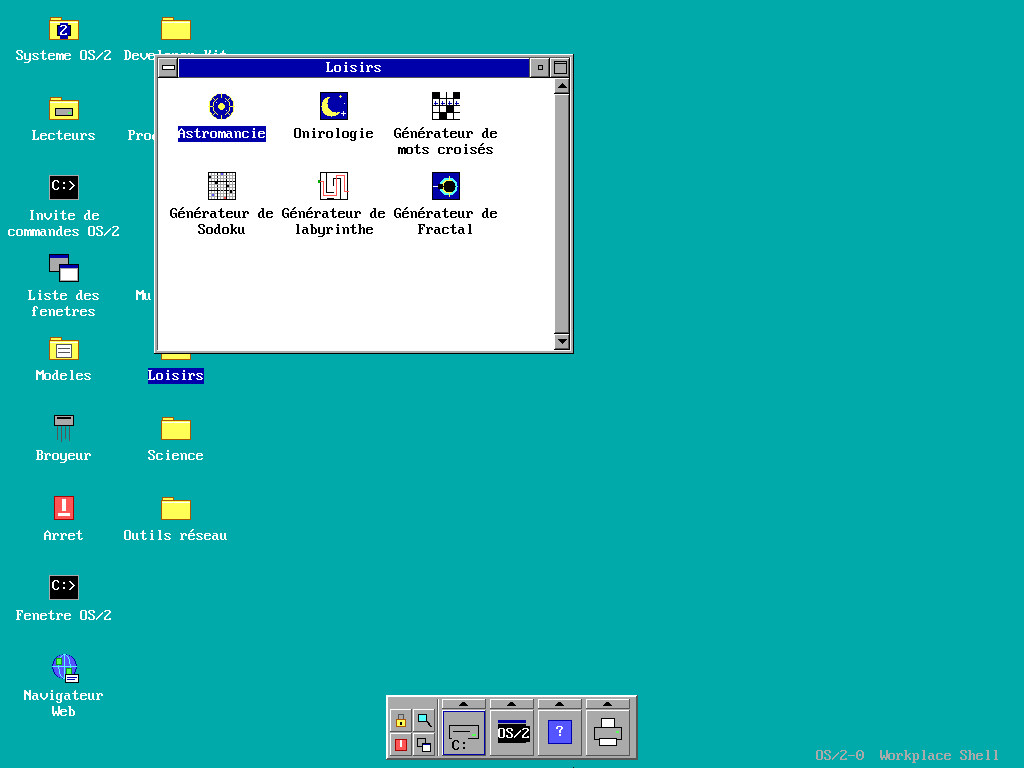 Systeme OS/2
Lecteurs
C:>
Invite de
commandes OS/2
Liste des
fenetres
Modeles
Broyeur
Arret
C:>
Fenetre OS/2
Navigateur
Web
Mu
Loisirs
Science
Outils réseau
Loisirs
Astromancie
Onirologie
Générateur de
mots croisés
Générateur de
Sodoku
Générateur de
labyrinthe
Générateur de
Fractal
C:
OS/2
?
OS/2-0 Workplace Shell